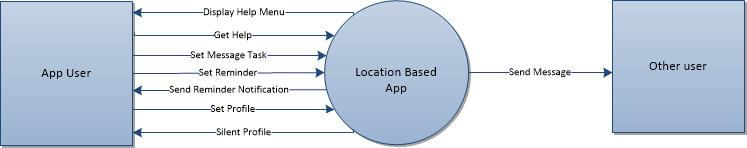 Display Help Menu
Get Help
Set Message Task
App User
Set Reminder
Location Based
App
Send Message
Other user
Send Reminder Notification
Set Profile
Silent Profile